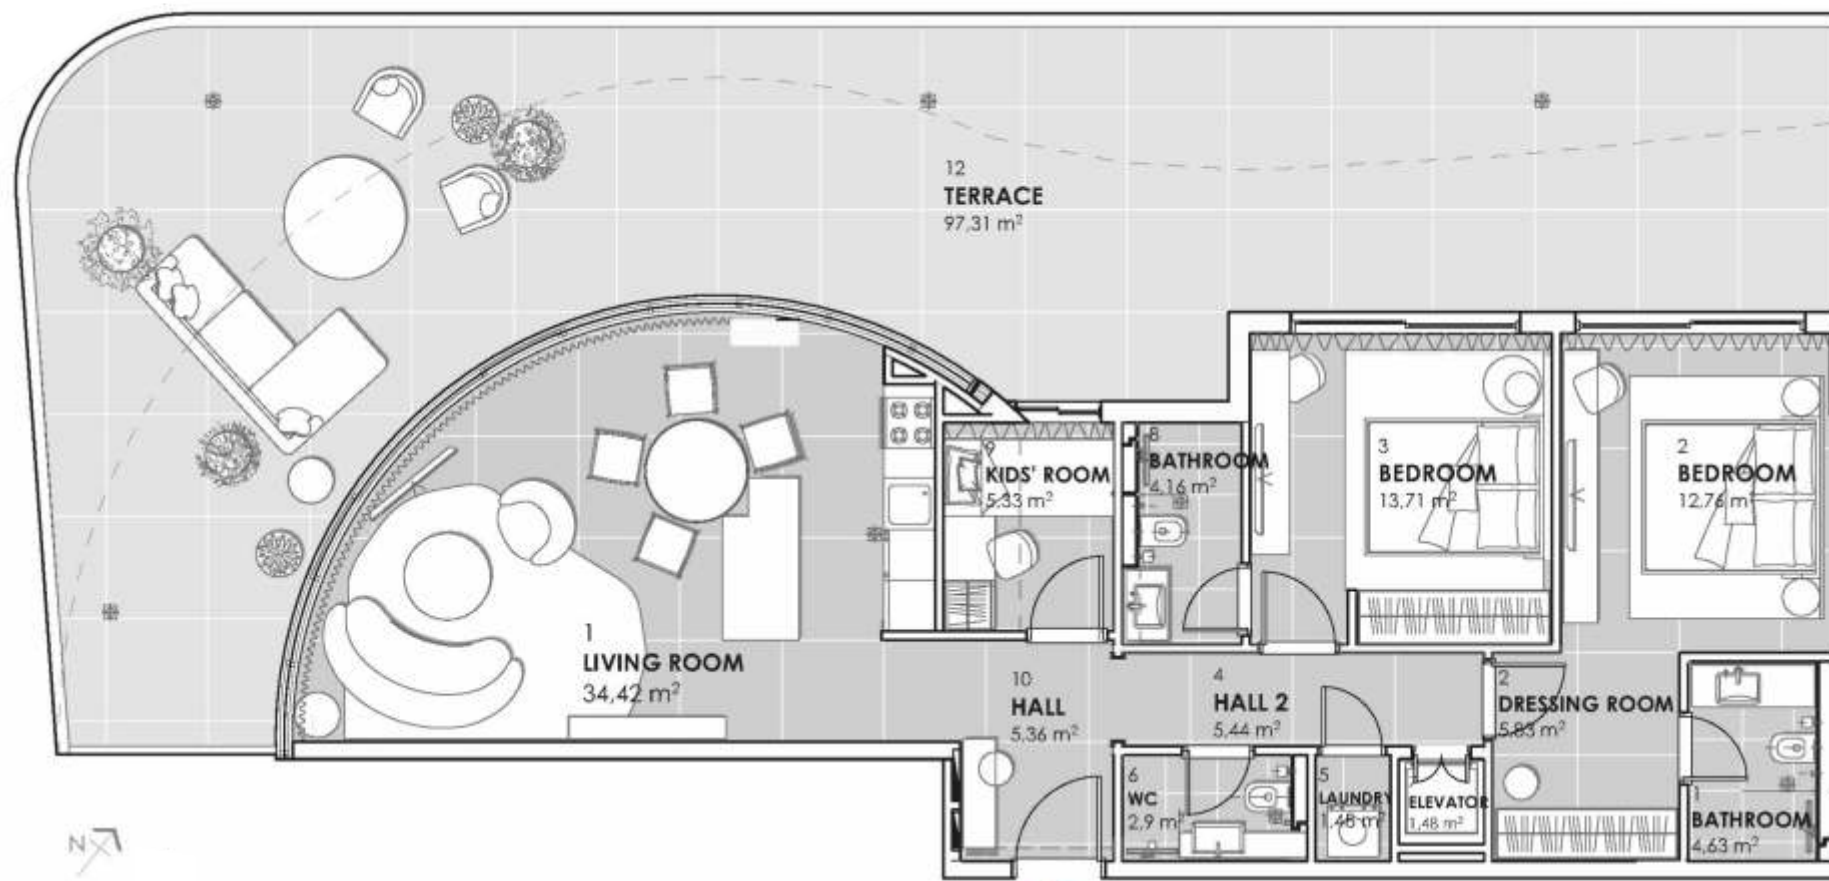 12
TERRACE
97,31 m²
9
KIDS' ROOM
5,33 m²
8
BATHROOM
4,16 m²
3
BEDROOM
13,71 m²
2
BEDROOM
12,76 m²
1
LIVING ROOM
34,42 m²
10
HALL
5,36 m²
4
HALL 2
5,44 m²
2
DRESSING ROOM
5,83 m²
6
WC
2,9 m²
5
LAUNDRY
1,48 m²
ELEVATOR
1,48 m²
1
BATHROOM
4,63 m²
N